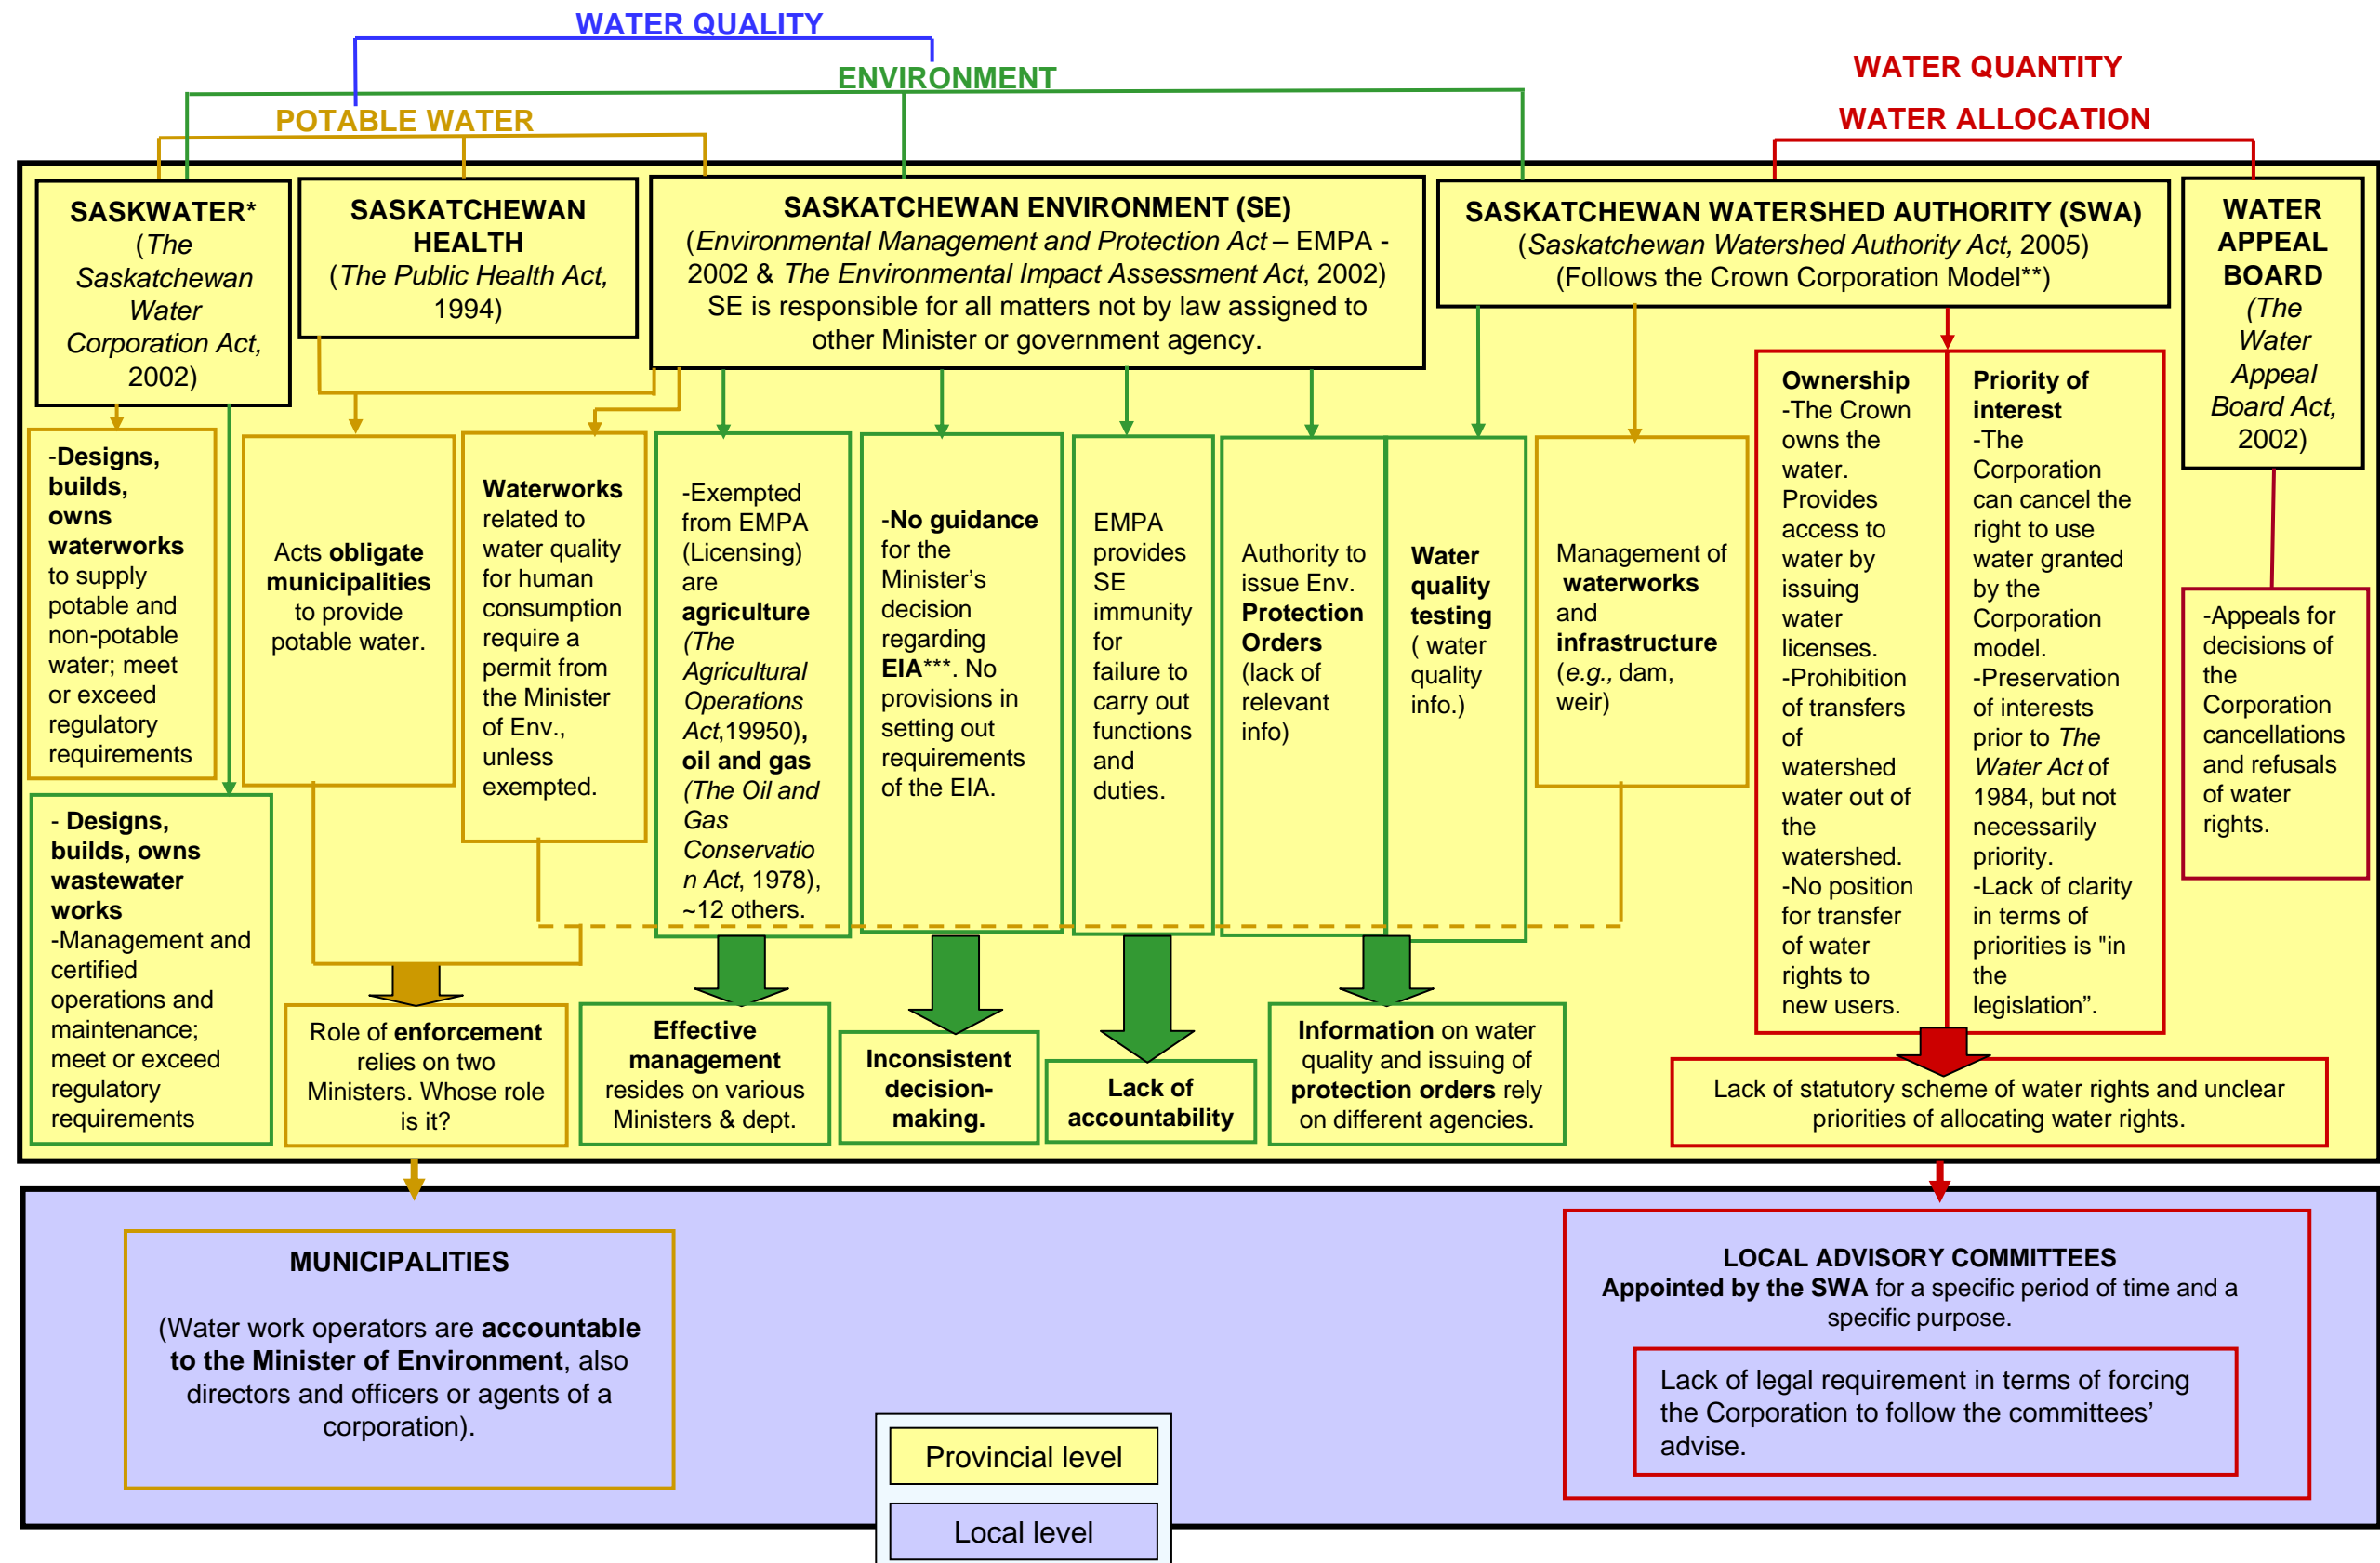 WATER QUALITY
ENVIRONMENT
POTABLE WATER
WATER QUANTITY
WATER ALLOCATION
SASKWATER*
(The
Saskatchewan
Water
Corporation Act,
2002)
SASKATCHEWAN
HEALTH
(The Public Health Act,
1994)
SASKATCHEWAN ENVIRONMENT (SE)
(Environmental Management and Protection Act – EMPA -
2002 & The Environmental Impact Assessment Act, 2002)
SE is responsible for all matters not by law assigned to
other Minister or government agency.
SASKATCHEWAN WATERSHED AUTHORITY (SWA)
(Saskatchewan Watershed Authority Act, 2005)
(Follows the Crown Corporation Model**)
WATER
APPEAL
BOARD
(The
Water
Appeal
Board Act,
2002)
-Designs,
builds,
owns
waterworks
to supply
potable and
non-potable
water; meet
or exceed
regulatory
requirements
Acts obligate
municipalities
to provide
potable water.
Waterworks
related to
water quality
for human
consumption
require a
permit from
the Minister
of Env.,
unless
exempted.
-Exempted
from EMPA
(Licensing)
are
agriculture
(The
Agricultural
Operations
Act,19950),
oil and gas
(The Oil and
Gas
Conservatio
n Act, 1978),
~12 others.
-No guidance
for the
Minister’s
decision
regarding
EIA***. No
provisions in
setting out
requirements
of the EIA.
EMPA
provides
SE
immunity
for
failure to
carry out
functions
and
duties.
Authority to
issue Env.
Protection
Orders
(lack of
relevant
info)
Water
quality
testing
( water
quality
info.)
Management of
waterworks
and
infrastructure
(e.g., dam,
weir)
Ownership
-The Crown
owns the
water.
Provides
access to
water by
issuing
water
licenses.
-Prohibition
of transfers
of
watershed
water out of
the
watershed.
-No position
for transfer
of water
rights to
new users.
Priority of
interest
-The
Corporation
can cancel the
right to use
water granted
by the
Corporation
model.
-Preservation
of interests
prior to The
Water Act of
1984, but not
necessarily
priority.
-Lack of clarity
in terms of
priorities is "in
the
legislation”.
-Appeals for
decisions of
the
Corporation
cancellations
and refusals
of water
rights.
- Designs,
builds, owns
wastewater
works
-Management and
certified
operations and
maintenance;
meet or exceed
regulatory
requirements
Role of enforcement
relies on two
Ministers. Whose role
is it?
Effective
management
resides on various
Ministers & dept.
Inconsistent
decision-
making.
Lack of
accountability
Information on water
quality and issuing of
protection orders rely
on different agencies.
Lack of statutory scheme of water rights and unclear
priorities of allocating water rights.
MUNICIPALITIES
(Water work operators are accountable
to the Minister of Environment, also
directors and officers or agents of a
corporation).
LOCAL ADVISORY COMMITTEES
Appointed by the SWA for a specific period of time and a
specific purpose.
Lack of legal requirement in terms of forcing
the Corporation to follow the committees’
advise.
Provincial level
Local level